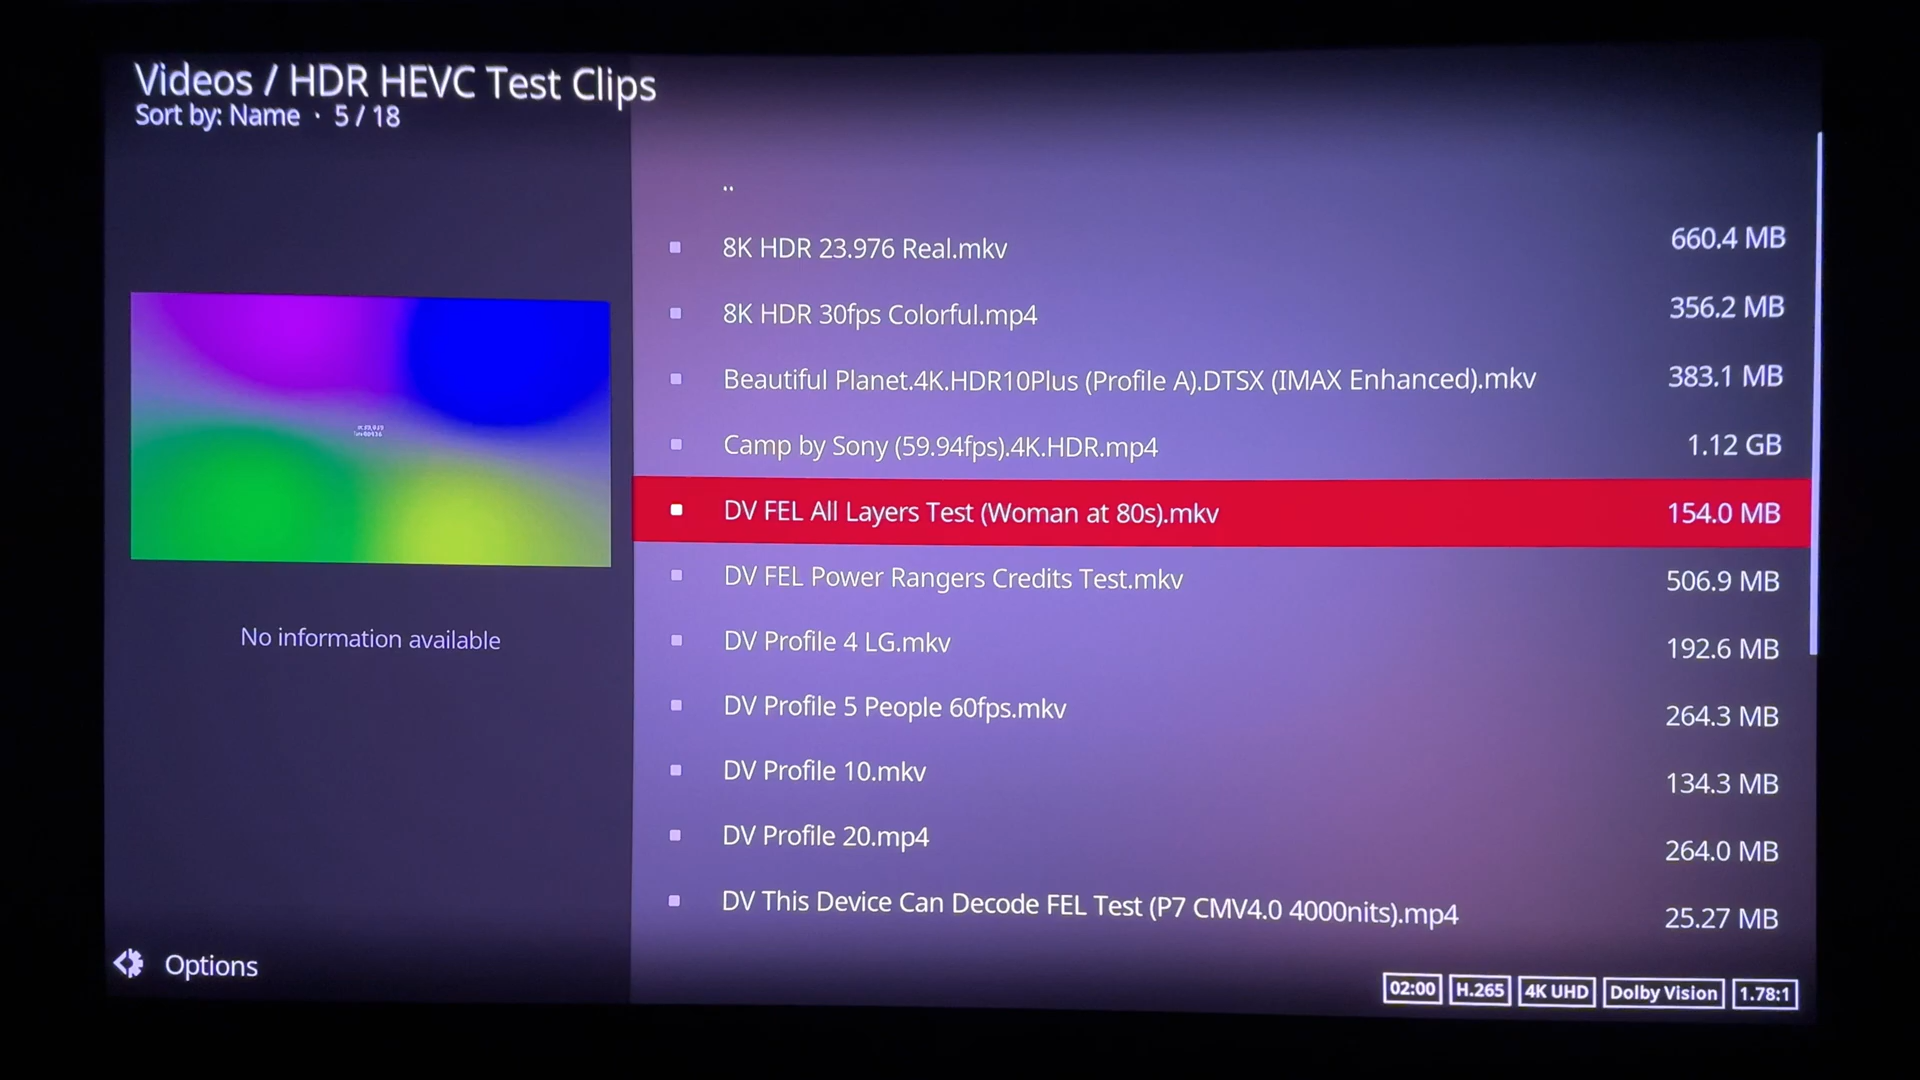 Videos / HDR HEVC Test Clips
Sort by: Name · 5 / 18
..
8K HDR 23.976 Real.mkv 660.4 MB
8K HDR 30fps Colorful.mp4 356.2 MB
Beautiful Planet.4K.HDR10Plus (Profile A).DTSX (IMAX Enhanced).mkv 383.1 MB
Camp by Sony (59.94fps).4K.HDR.mp4 1.12 GB
DV FEL All Layers Test (Woman at 80s).mkv 154.0 MB
DV FEL Power Rangers Credits Test.mkv 506.9 MB
DV Profile 4 LG.mkv 192.6 MB
DV Profile 5 People 60fps.mkv 264.3 MB
DV Profile 10.mkv 134.3 MB
DV Profile 20.mp4 264.0 MB
DV This Device Can Decode FEL Test (P7 CMV4.0 4000nits).mp4 25.27 MB
No information available
Options
02:00 H.265 4K UHD Dolby Vision 1.78:1